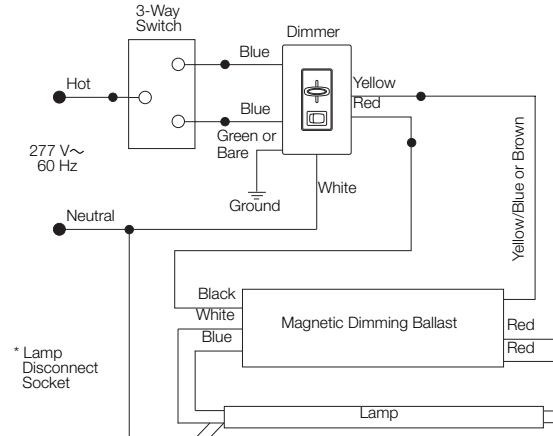 3-Way
Switch
Dimmer
Blue
Hot
Yellow
Red
Blue
Green or
Bare
277 V~
60 Hz
White
Ground
Neutral
Yellow/Blue or Brown
Black
White
Blue
Magnetic Dimming Ballast
Red
Red
* Lamp
Disconnect
Socket
Lamp